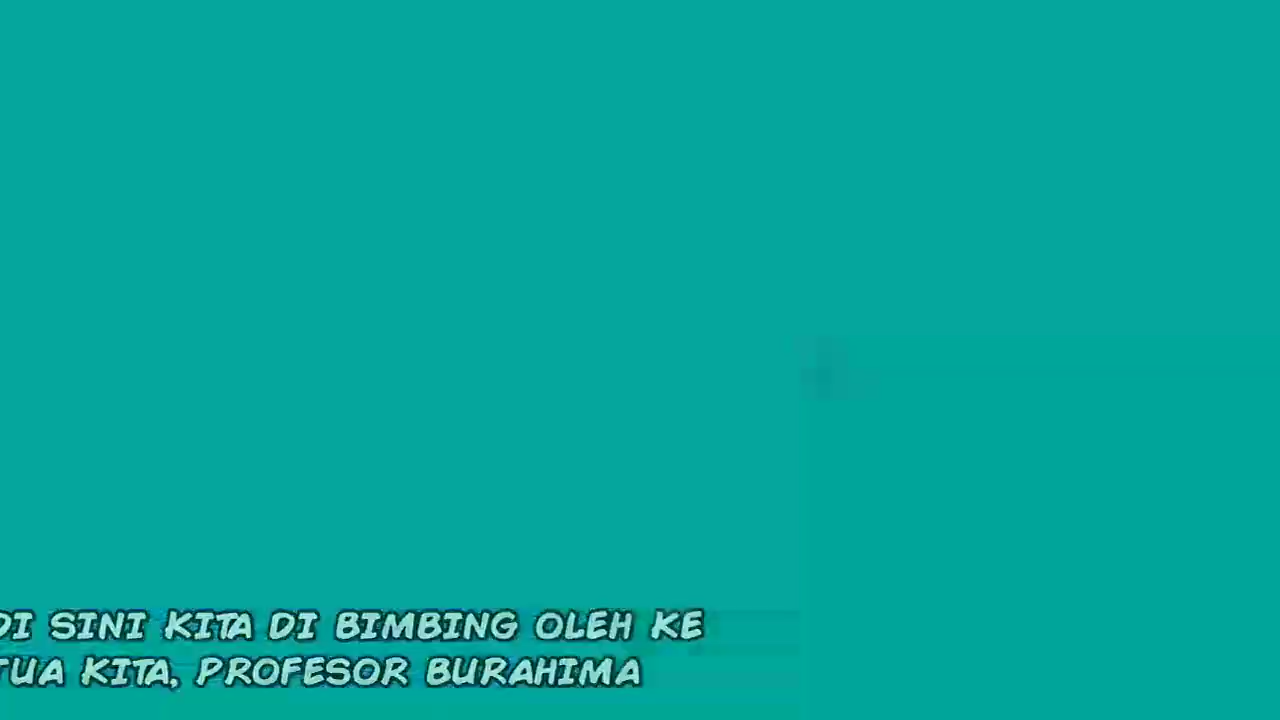 DI SINI KITA DI BIMBING OLEH KE
TUA KITA, PROFESOR BURAHIMA